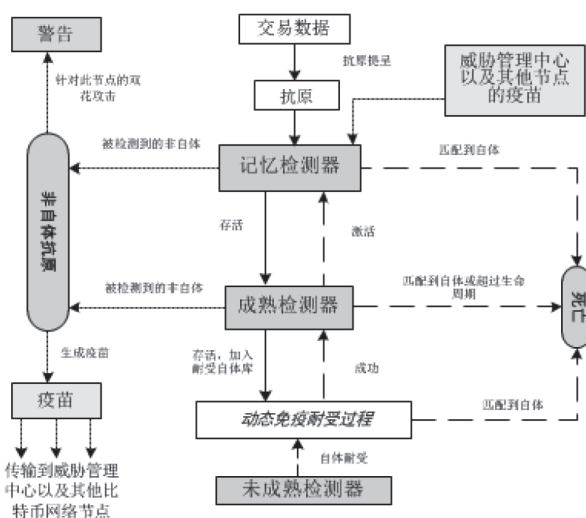 警告
交易数据
针对此节点的双
花攻击
抗原提呈
威胁管理中心
以及其他节点
的疫苗
抗原
被检测到的非自体
记忆检测器
匹配到自体
非自体抗原
存活
激活
被检测到的非自体
成熟检测器
匹配到自体或超过生命
周期
死亡
生成疫苗
存活，加入
耐受自体库
成功
疫苗
动态免疫耐受过程
匹配到自体
自体耐受
传输到威胁管理
中心以及其他比
特币网络节点
未成熟检测器